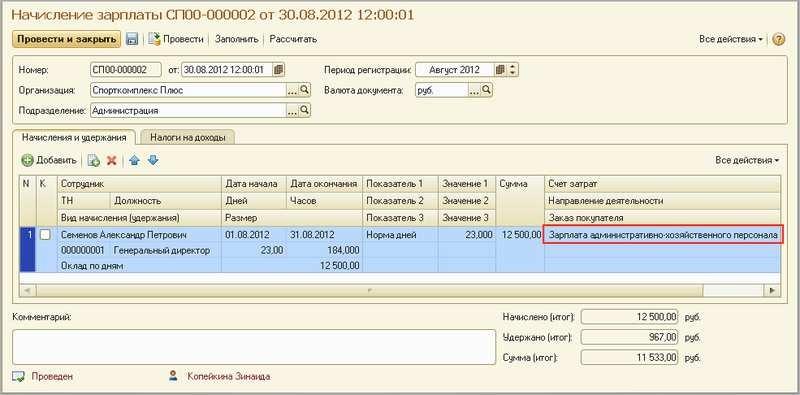 Начисление зарплаты СП00-000002 от 30.08.2012 12:00:01
Провести и закрыть Провести Заполнить Рассчитать Все действия ?
Номер: СП00-000002 от: 30.08.2012 12:00:01 Период регистрации: Август 2012
Организация: Спорткомплекс Плюс ... Валюта документа: руб. ...
Подразделение: Администрация ...
Начисления и удержания Налоги на доходы
Добавить Все действия
N К Сотрудник Дата начала Дата окончания Показатель 1 Значение 1 Сумма Счет затрат
ТН Должность Дней Часов Показатель 2 Значение 2 Направление деятельности
Вид начисления (удержания) Размер Показатель 3 Значение 3 Заказ покупателя
1 Семенов Александр Петрович 01.08.2012 31.08.2012 Норма дней 23,000 12 500,00 Зарплата административно-хозяйственного персонала
000000001 Генеральный директор 23,00 184,000
Оклад по дням 12 500,00
Комментарий: Начислено (итог): 12 500,00 руб.
Удержано (итог): 967,00 руб.
Сумма (итог): 11 533,00 руб.
Проведен Копейкина Зинаида